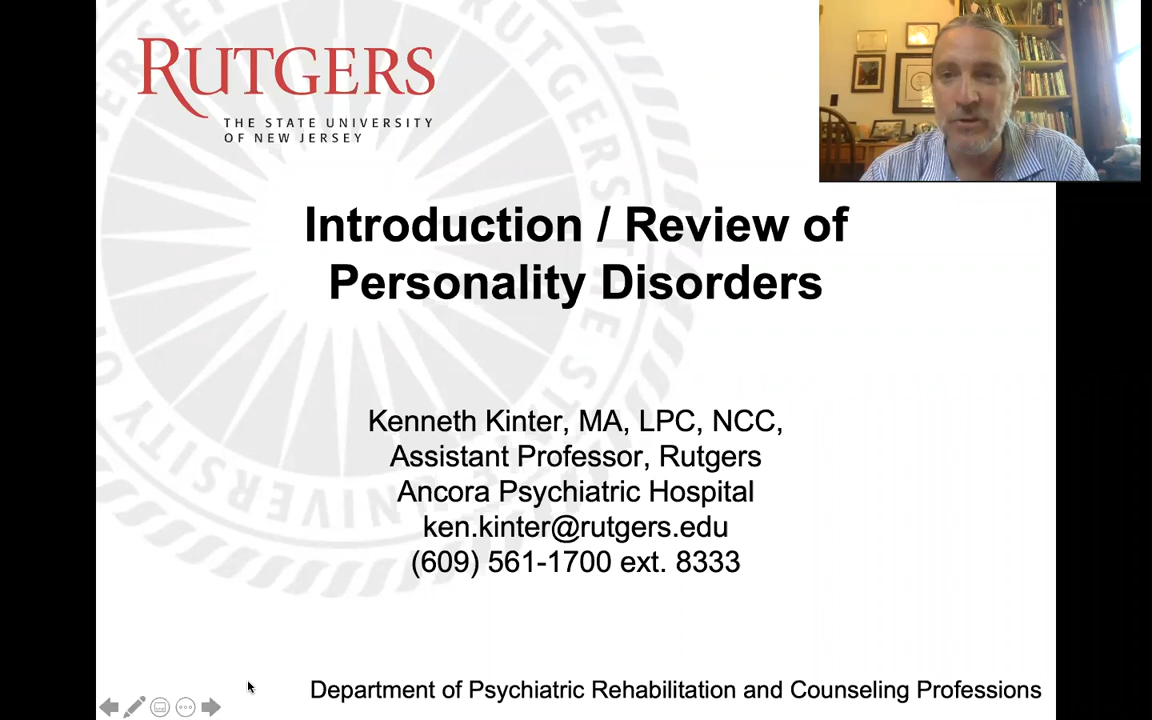 RUTGERS
THE STATE UNIVERSITY
OF NEW JERSEY
Introduction / Review of
Personality Disorders
Kenneth Kinter, MA, LPC, NCC,
Assistant Professor, Rutgers
Ancora Psychiatric Hospital
ken.kinter@rutgers.edu
(609) 561-1700 ext. 8333
Department of Psychiatric Rehabilitation and Counseling Professions